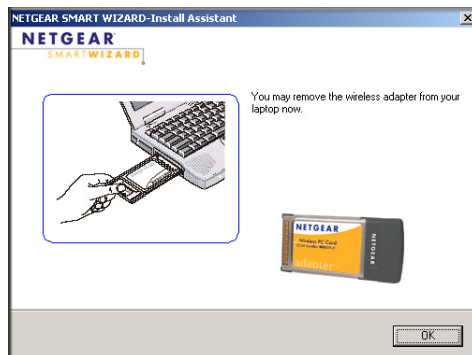 NETGEAR SMART WIZARD-Install Assistant
NETGEAR
SMARTWIZARD
You may remove the wireless adapter from your
laptop now.
NETGEAR
Wireless PC Card
NETGEAR
adapter
OK